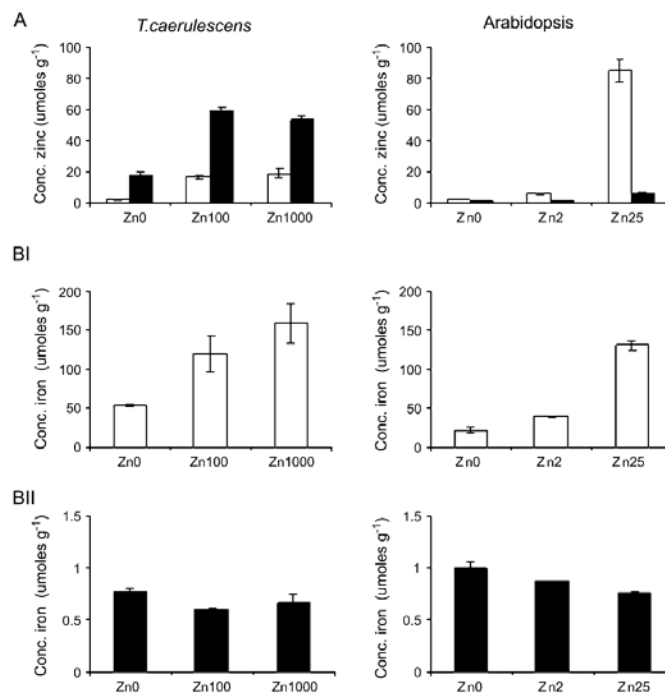 A
T.caerulescens
Arabidopsis
Conc. zinc (umoles g-1)
100
80
60
40
20
0
Zn0 Zn100 Zn1000
Conc. zinc (umoles g-1)
100
80
60
40
20
0
Zn0 Zn2 Zn25
BI
Conc. iron (umoles g-1)
200
150
100
50
0
Zn0 Zn100 Zn1000
Conc. iron (umoles g-1)
200
150
100
50
0
Zn0 Zn2 Zn25
BII
Conc. iron (umoles g-1)
1.5
1
0.5
0
Zn0 Zn100 Zn1000
Conc. iron (umoles g-1)
1.5
1
0.5
0
Zn0 Zn2 Zn25